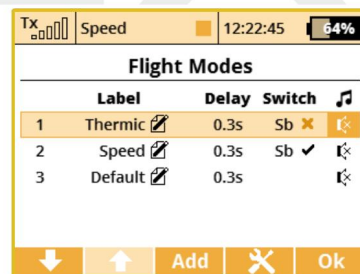 Tx Speed 12:22:45 64%
Flight Modes
Label Delay Switch
1 Thermic 0.3s Sb
2 Speed 0.3s Sb
3 Default 0.3s
Add Ok